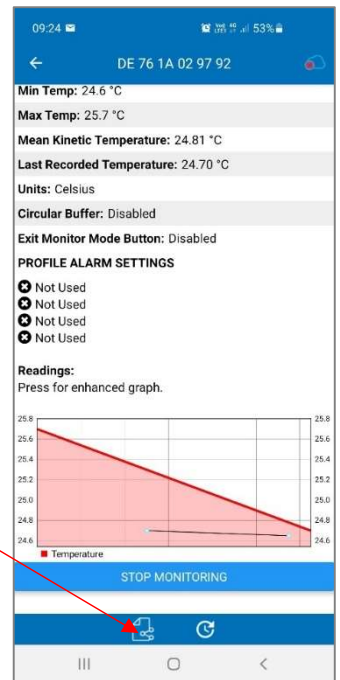 09:24 53%
DE 76 1A 02 97 92
Min Temp: 24.6 °C
Max Temp: 25.7 °C
Mean Kinetic Temperature: 24.81 °C
Last Recorded Temperature: 24.70 °C
Units: Celsius
Circular Buffer: Disabled
Exit Monitor Mode Button: Disabled
PROFILE ALARM SETTINGS
Not Used
Not Used
Not Used
Not Used
Readings:
Press for enhanced graph.
25.8 25.8
25.6 25.6
25.4 25.4
25.2 25.2
25.0 25.0
24.8 24.8
24.6 24.6
Temperature
STOP MONITORING